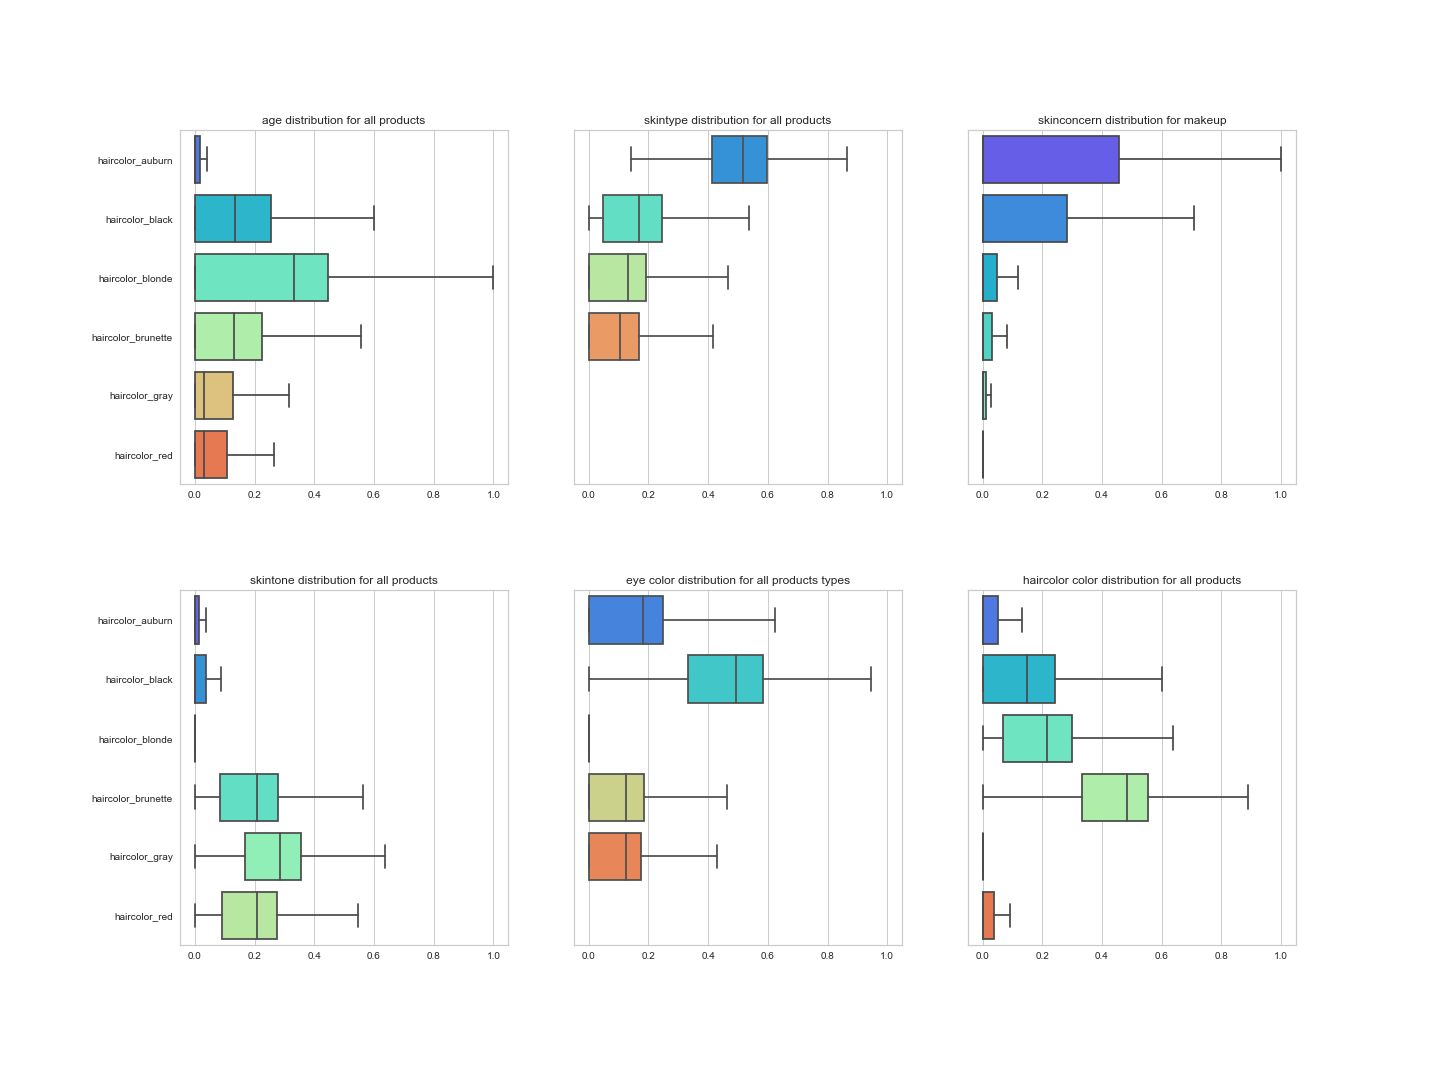 age distribution for all products
skintype distribution for all products
skinconcern distribution for makeup
haircolor_auburn
haircolor_black
haircolor_blonde
haircolor_brunette
haircolor_gray
haircolor_red
0.0 0.2 0.4 0.6 0.8 1.0
0.0 0.2 0.4 0.6 0.8 1.0
0.0 0.2 0.4 0.6 0.8 1.0
skintone distribution for all products
eye color distribution for all products types
haircolor color distribution for all products
haircolor_auburn
haircolor_black
haircolor_blonde
haircolor_brunette
haircolor_gray
haircolor_red
0.0 0.2 0.4 0.6 0.8 1.0
0.0 0.2 0.4 0.6 0.8 1.0
0.0 0.2 0.4 0.6 0.8 1.0